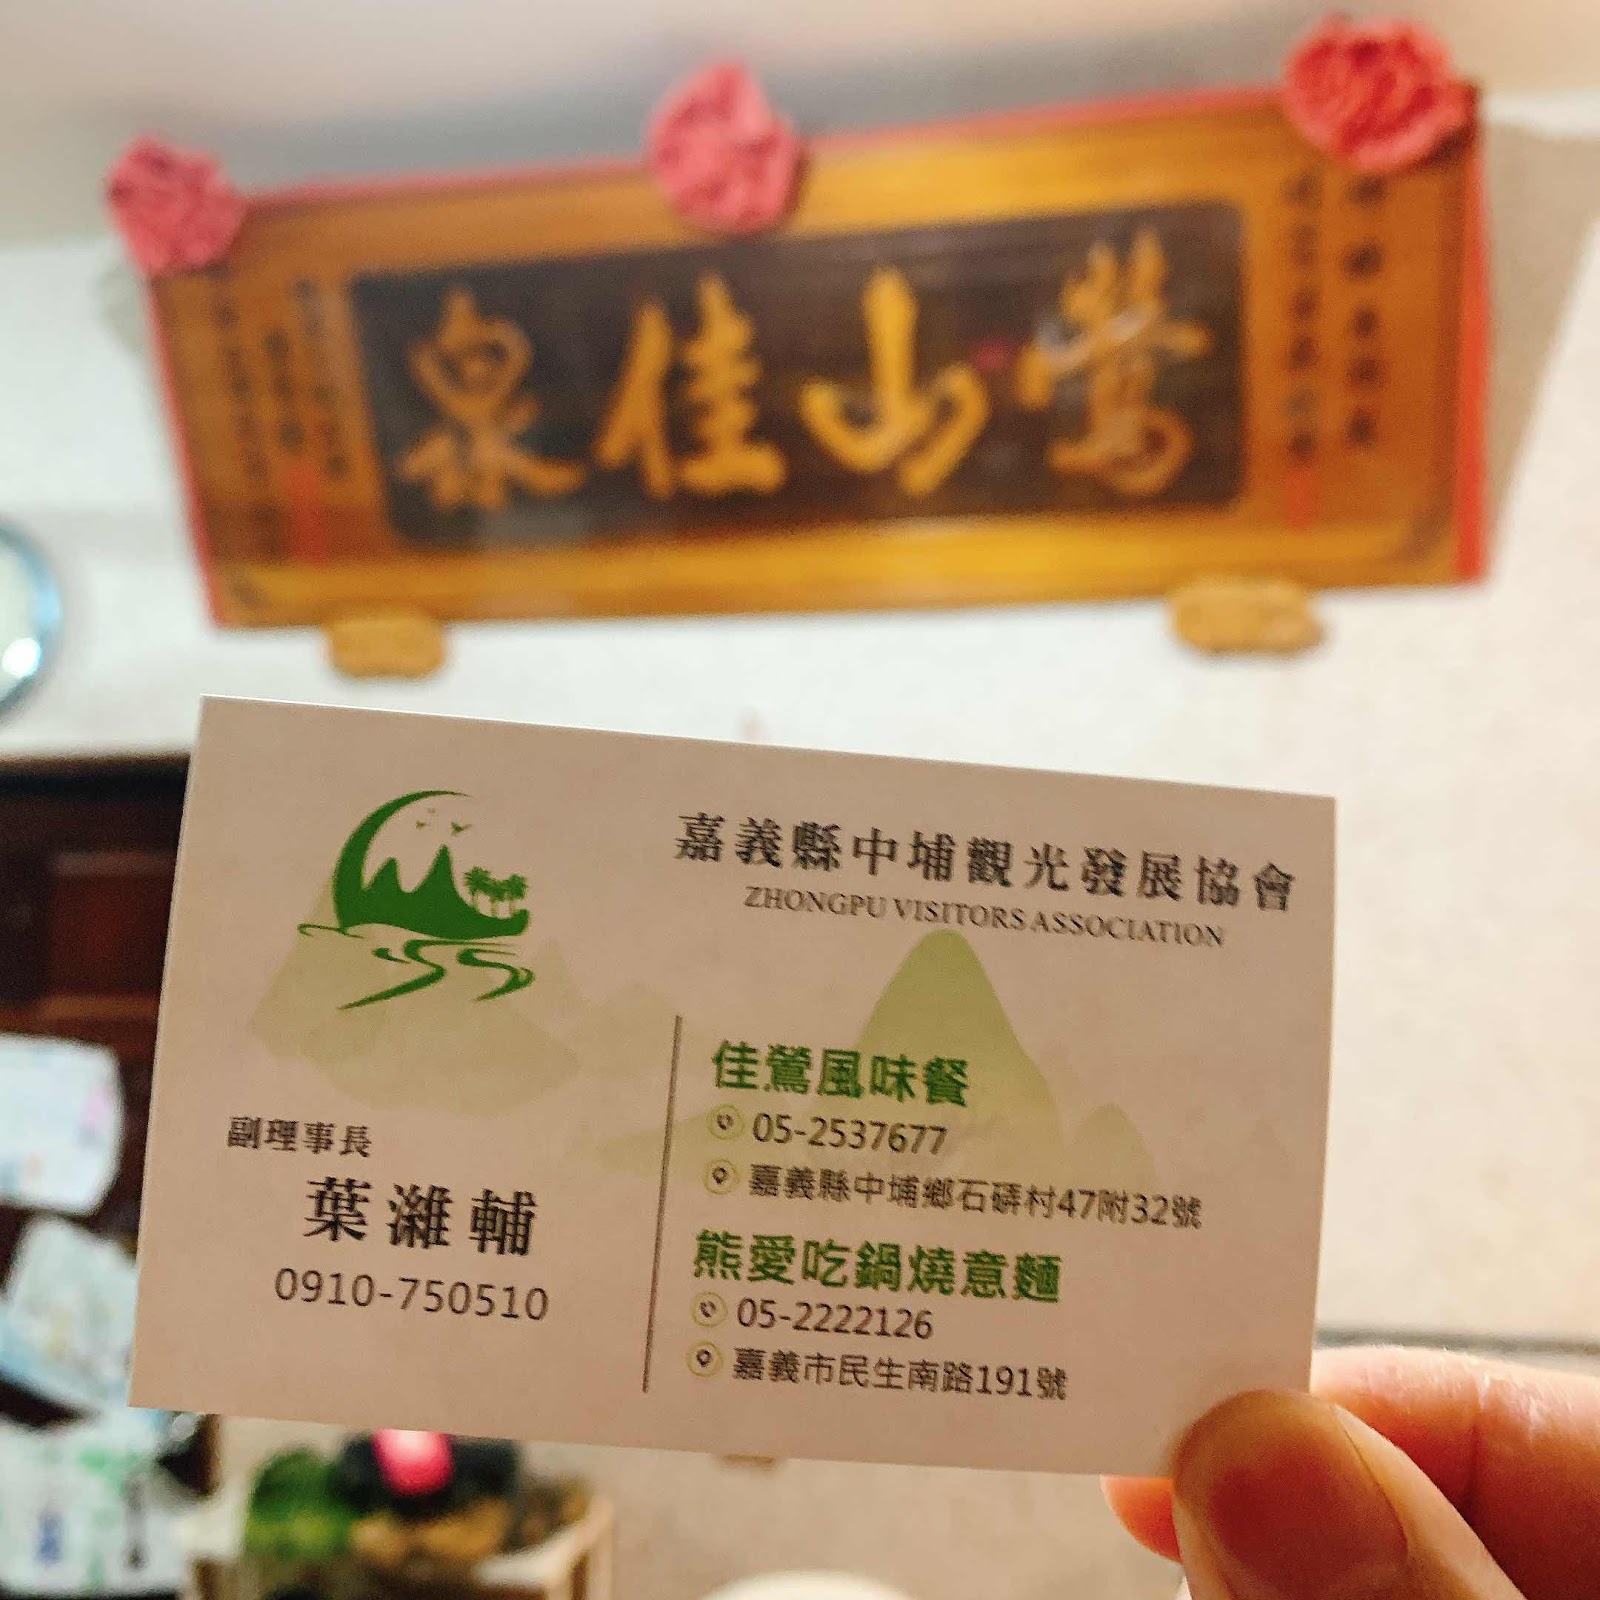 鶯山佳泉
嘉義縣中埔觀光發展協會
ZHONGPU VISITORS ASSOCIATION
副理事長
葉濰輔
0910-750510
佳鶯風味餐
05-2537677
嘉義縣中埔鄉石硦村47附32號
熊愛吃鍋燒意麵
05-2222126
嘉義市民生南路191號